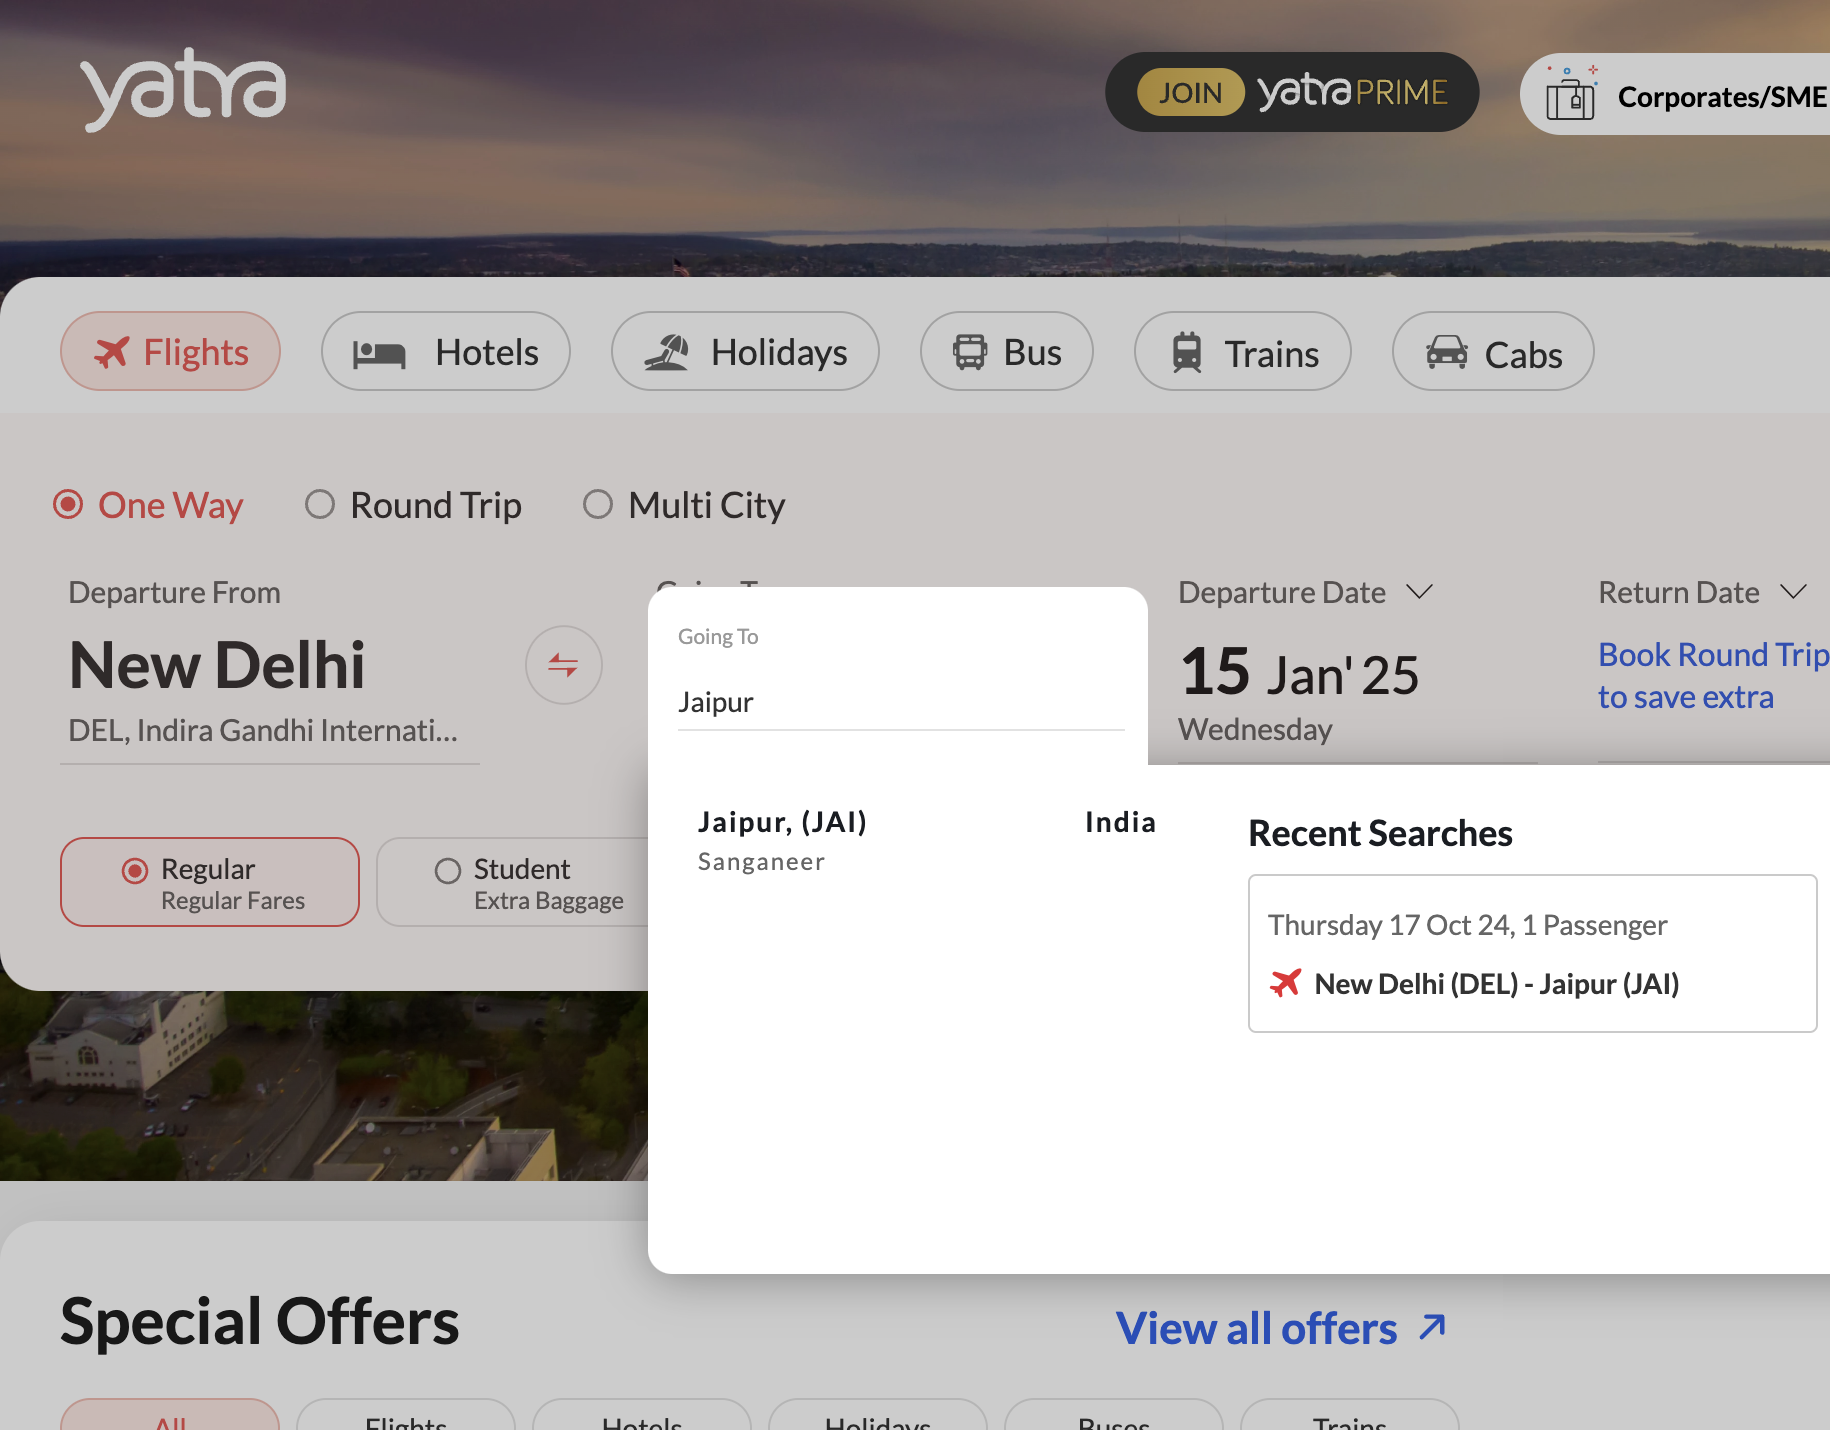 yatra
JOIN yatra PRIME
Corporates/SME
Flights
Hotels
Holidays
Bus
Trains
Cabs
One Way
Round Trip
Multi City
Departure From
New Delhi
DEL, Indira Gandhi Internati...
Going To
Jaipur
Departure Date
15 Jan'25
Wednesday
Return Date
Book Round Trip
to save extra
Regular
Regular Fares
Student
Extra Baggage
Jaipur, (JAI)
India
Sanganeer
Recent Searches
Thursday 17 Oct 24, 1 Passenger
New Delhi (DEL) - Jaipur (JAI)
Special Offers
View all offers
All
Flights
Hotels
Holidays
Buses
Trains